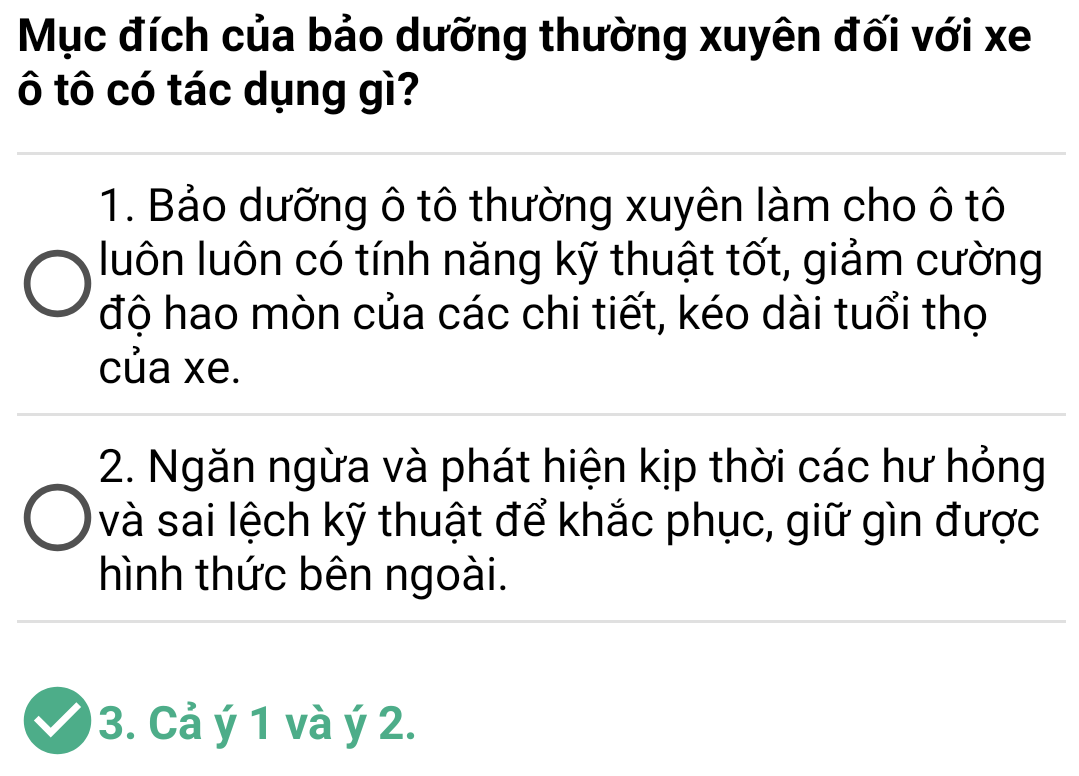 Mục đích của bảo dưỡng thường xuyên đối với xe
ô tô có tác dụng gì?
1. Bảo dưỡng ô tô thường xuyên làm cho ô tô
luôn luôn có tính năng kỹ thuật tốt, giảm cường
độ hao mòn của các chi tiết, kéo dài tuổi thọ
của xe.
2. Ngăn ngừa và phát hiện kịp thời các hư hỏng
và sai lệch kỹ thuật để khắc phục, giữ gìn được
hình thức bên ngoài.
3. Cả ý 1 và ý 2.